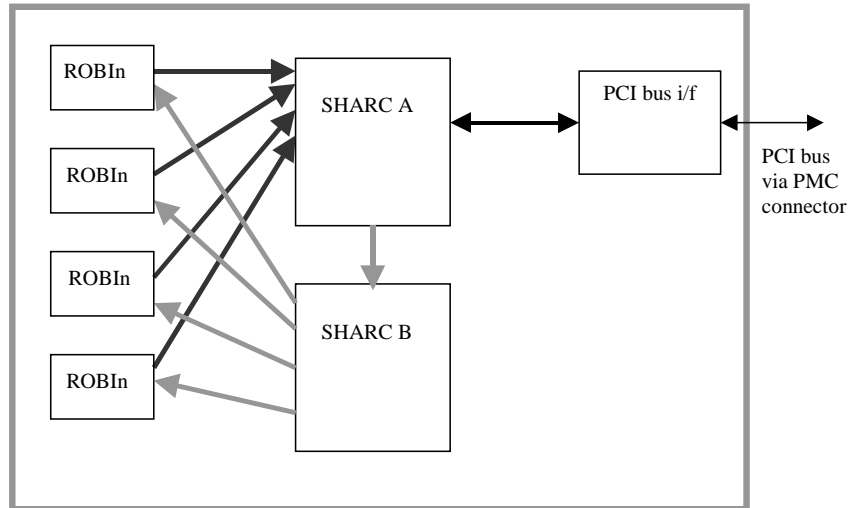 ROBIn
ROBIn
ROBIn
ROBIn
SHARC A
SHARC B
PCI bus i/f
PCI bus
via PMC
connector